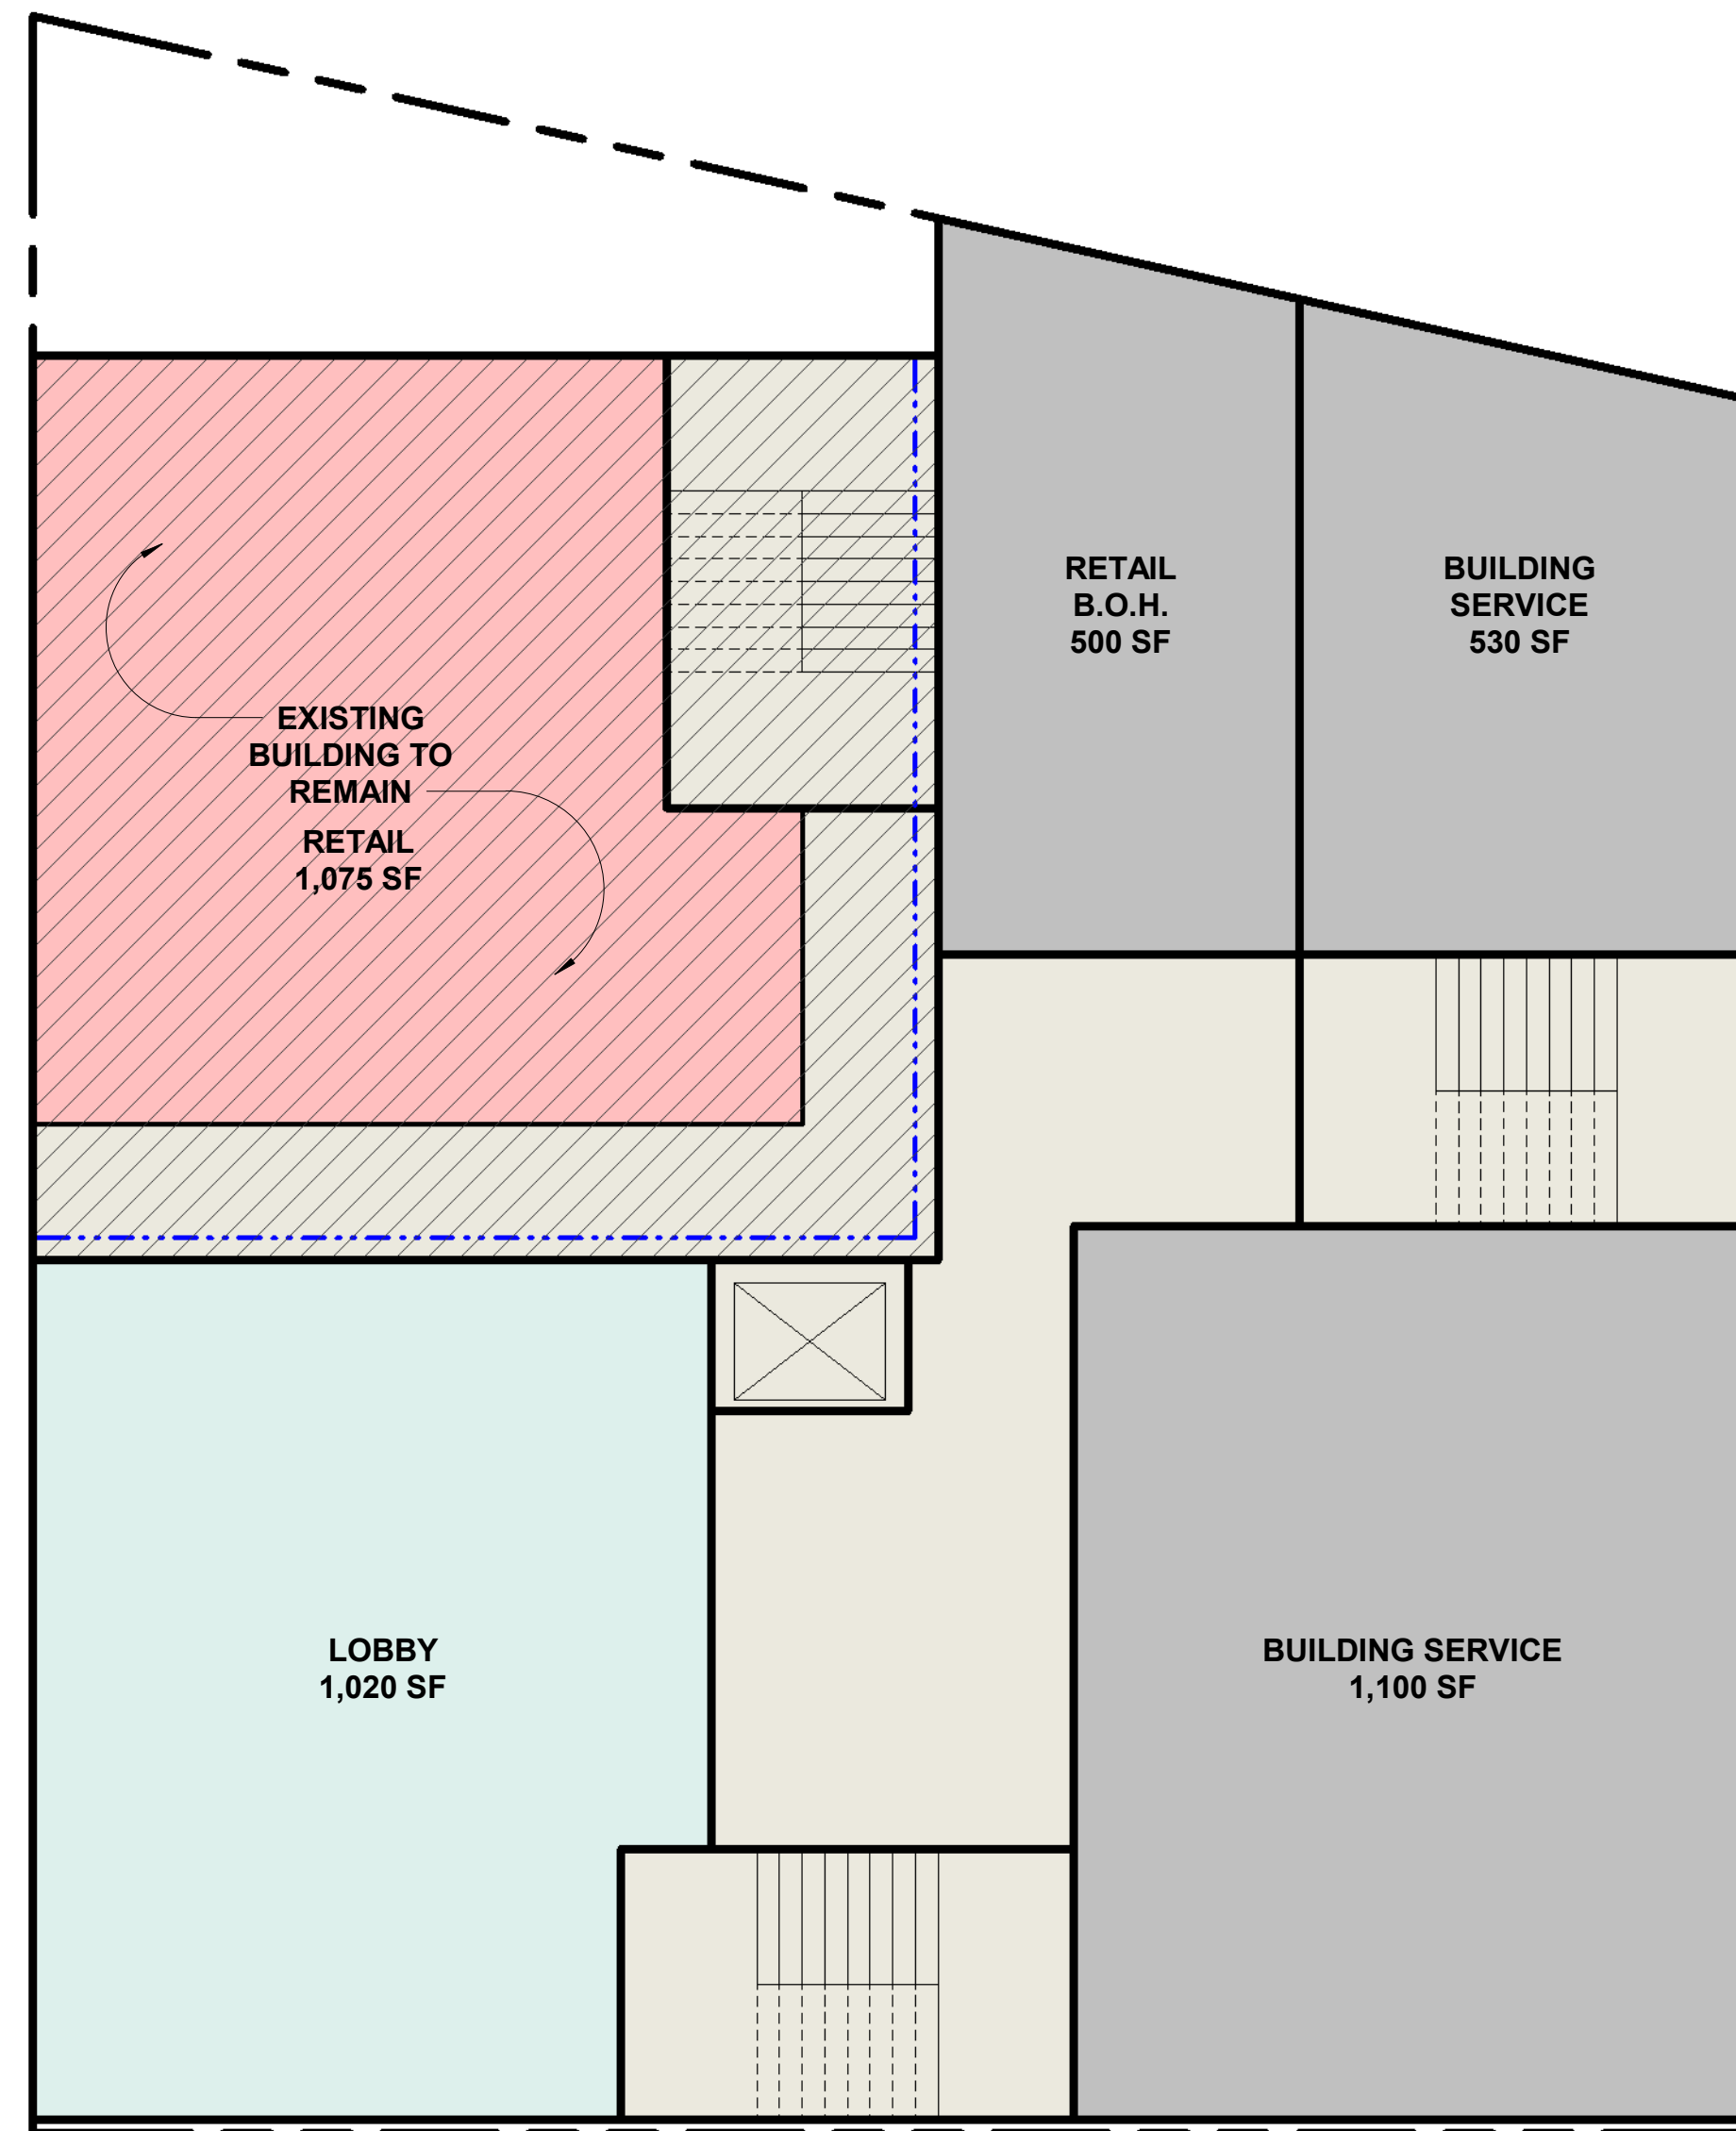 RETAIL
B.O.H.
500 SF
BUILDING
SERVICE
530 SF
EXISTING
BUILDING TO
REMAIN
RETAIL
1,075 SF
LOBBY
1,020 SF
BUILDING SERVICE
1,100 SF